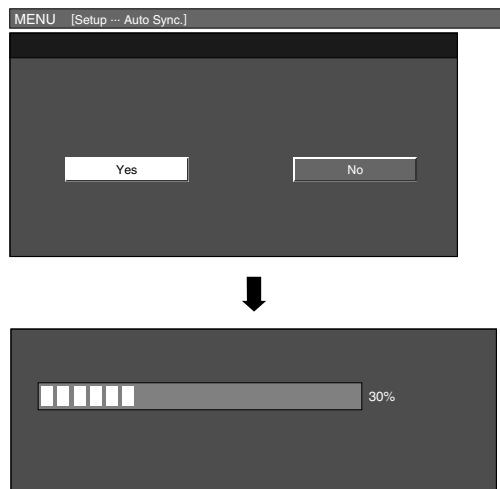 MENU [Setup ··· Auto Sync.]
Yes No
30%